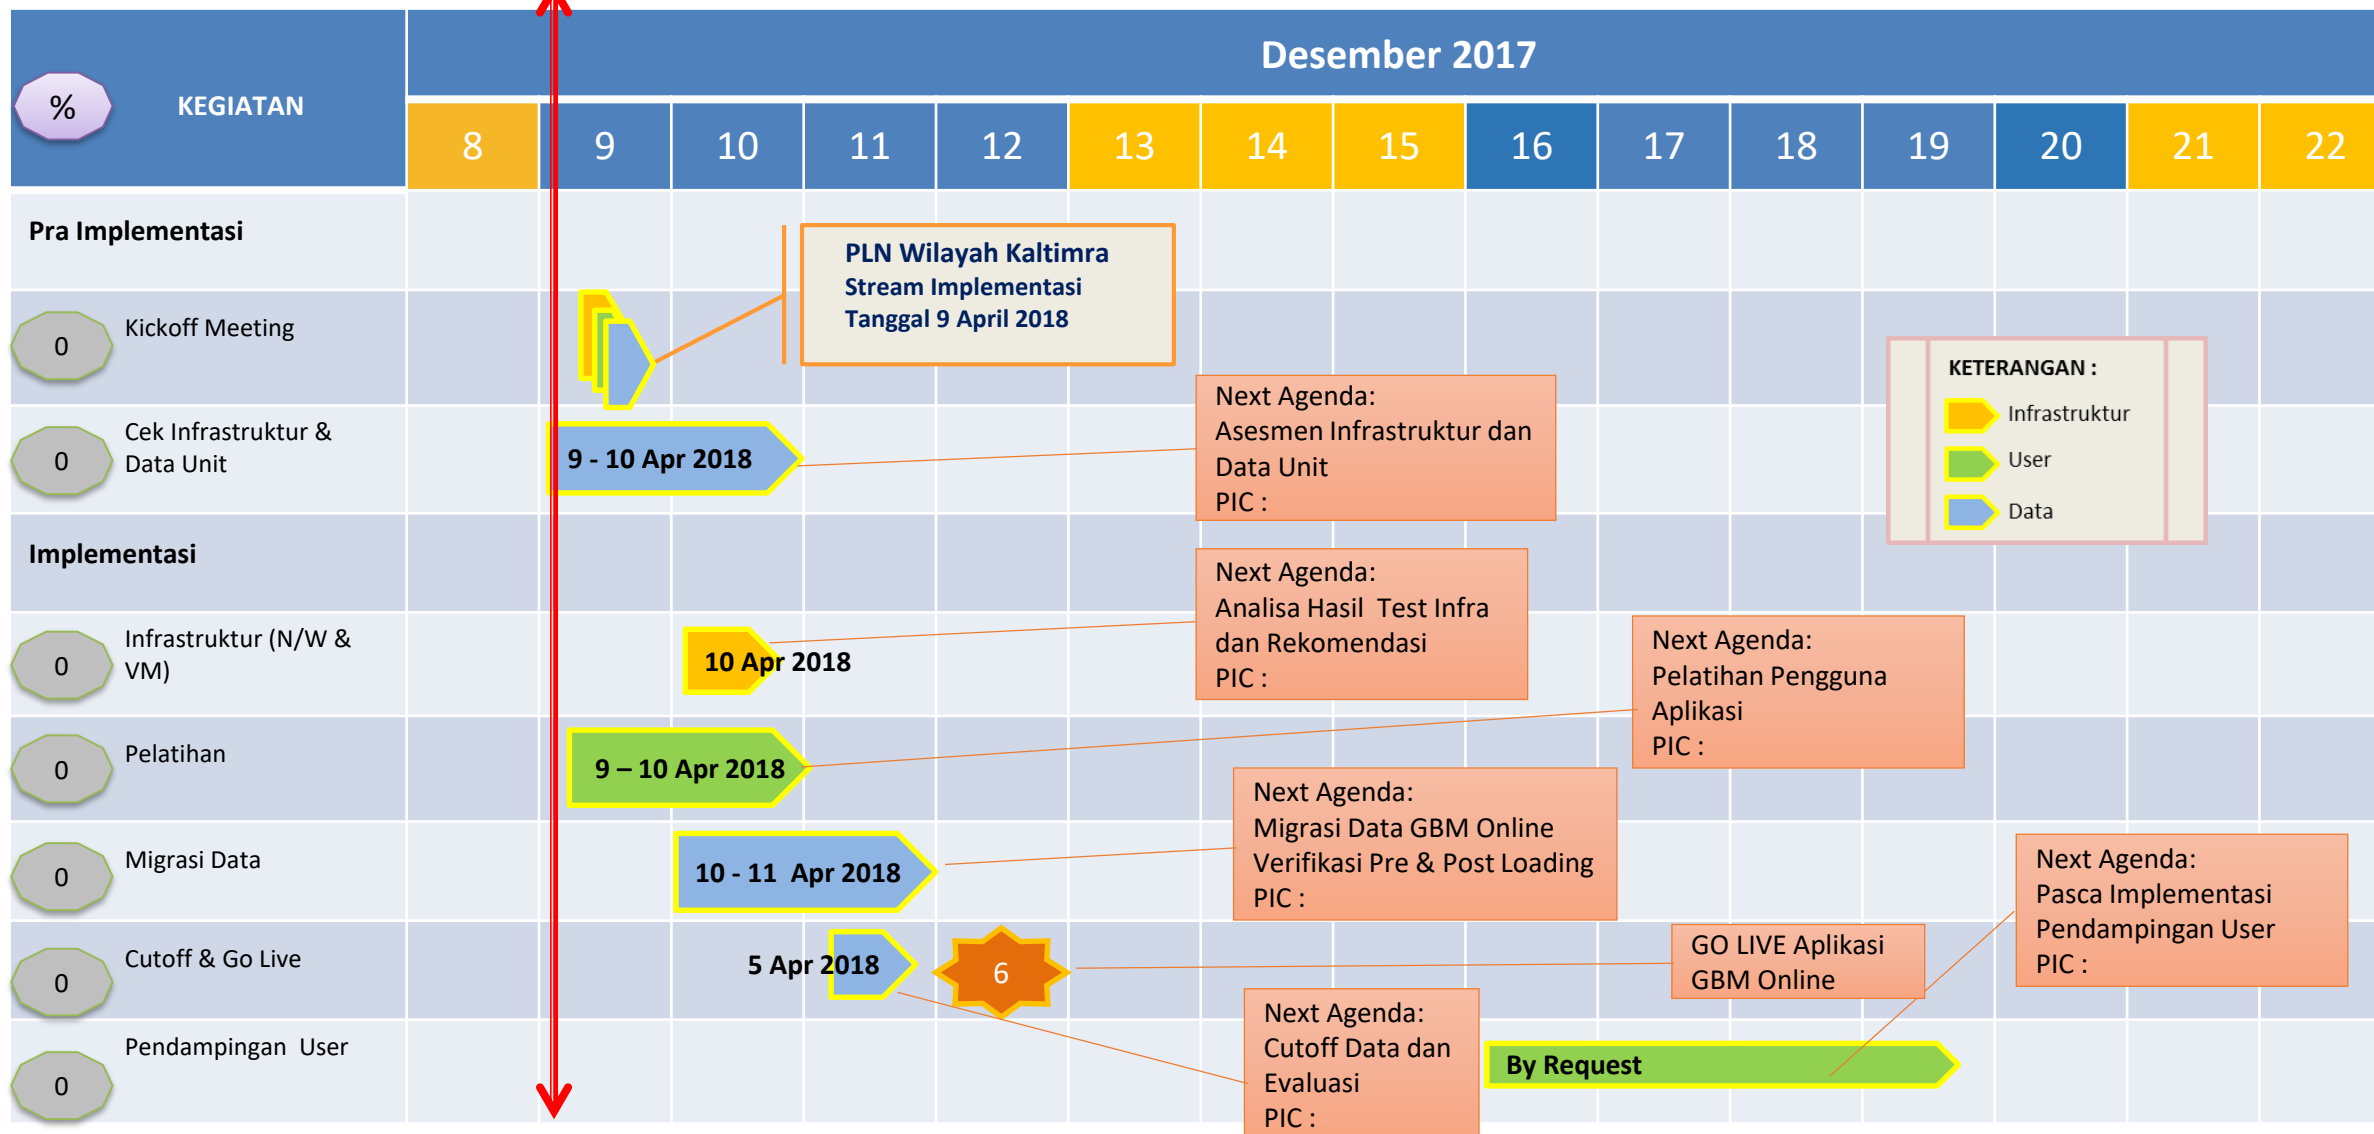 Desember 2017
%
KEGIATAN
8 9 10 11 12 13 14 15 16 17 18 19 20 21 22
Pra Implementasi
PLN Wilayah Kaltimra
Stream Implementasi
Tanggal 9 April 2018
0
Kickoff Meeting
KETERANGAN :
Infrastruktur
User
Data
0
Cek Infrastruktur &
Data Unit
9 - 10 Apr 2018
Next Agenda:
Asesmen Infrastruktur dan
Data Unit
PIC :
Implementasi
Next Agenda:
Analisa Hasil Test Infra
dan Rekomendasi
PIC :
0
Infrastruktur (N/W &
VM)
10 Apr 2018
Next Agenda:
Pelatihan Pengguna
Aplikasi
PIC :
0
Pelatihan
9 – 10 Apr 2018
Next Agenda:
Migrasi Data GBM Online
Verifikasi Pre & Post Loading
PIC :
0
Migrasi Data
10 - 11 Apr 2018
Next Agenda:
Pasca Implementasi
Pendampingan User
PIC :
0
Cutoff & Go Live
5 Apr 2018
6
GO LIVE Aplikasi
GBM Online
Next Agenda:
Cutoff Data dan
Evaluasi
PIC :
0
Pendampingan User
By Request